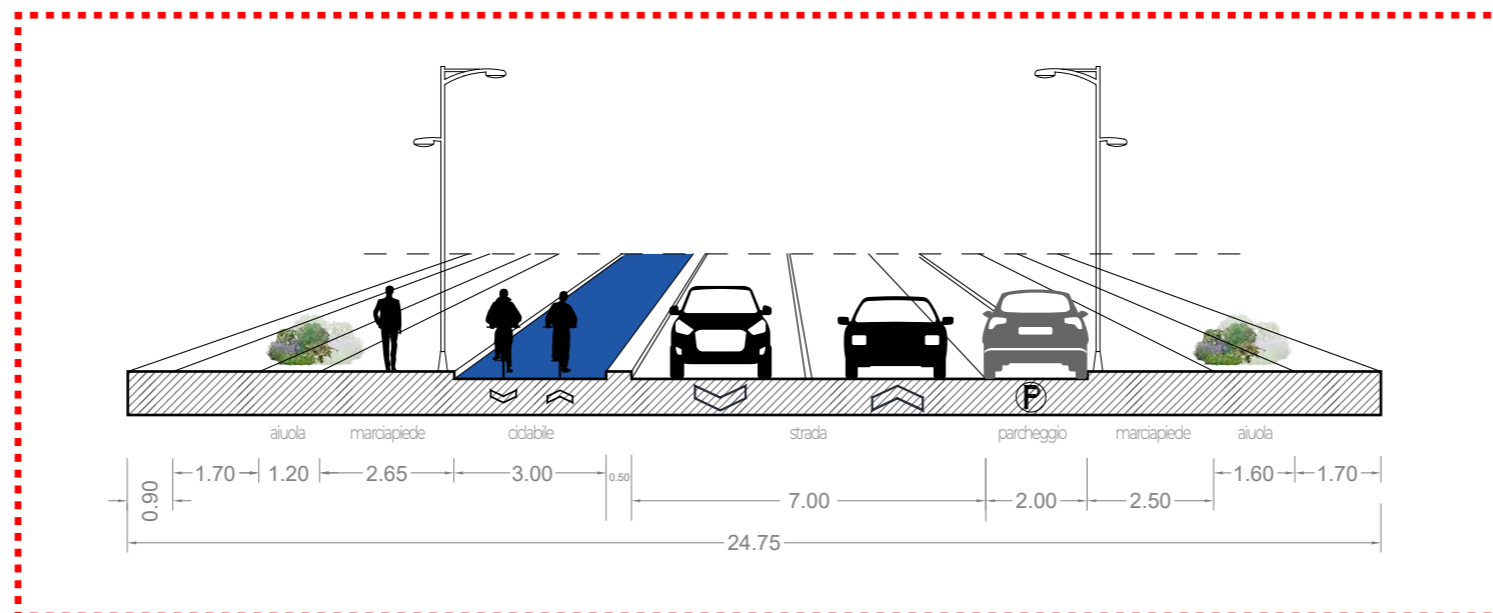 P
aiuola marciapiede ciclabile strada parcheggio marciapiede aiuola
1.70 1.20 2.65 3.00 0.50 1.60 1.70
0.90 7.00 2.00 2.50
24.75